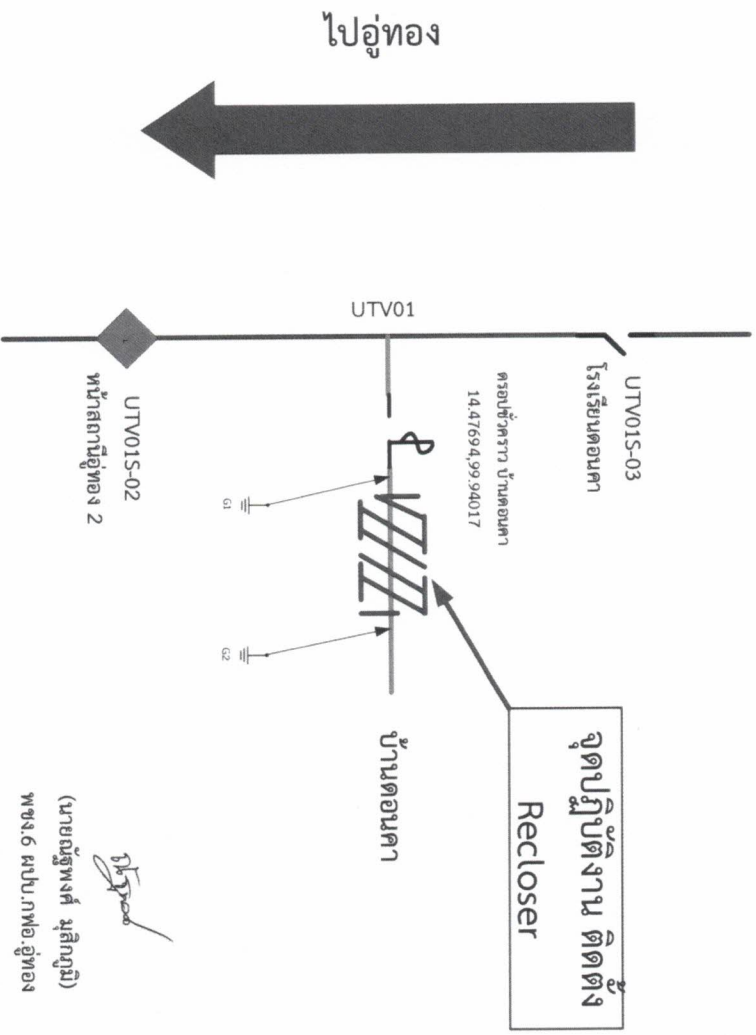 ไปอู่ทอง
UTV01
UTV01S-03
โรงเรียนดอนคา
ดรอปชั่วคราว บ้านดอนคา
14.47694,99.94017
UTV01S-02
หน้าสถานีอู่ทอง 2
G1
G2
จุดปฏิบัติงาน ติดตั้ง
Recloser
บ้านดอนคา
(นายณัฐพงศ์ มุสิกภูมิ)
พชง.6 ผปบ.กฟอ.อู่ทอง